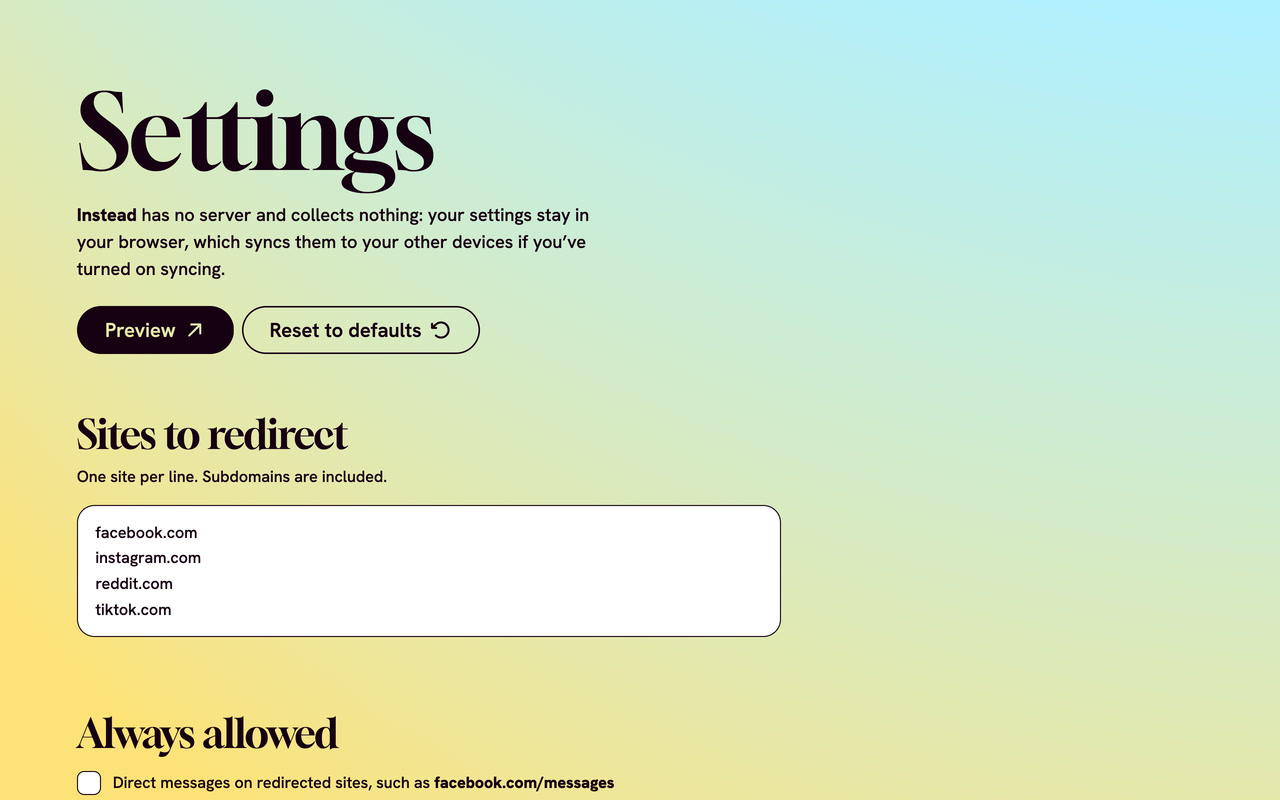 Settings
Instead has no server and collects nothing: your settings stay in
your browser, which syncs them to your other devices if you’ve
turned on syncing.
Preview
Reset to defaults
Sites to redirect
One site per line. Subdomains are included.
facebook.com
instagram.com
reddit.com
tiktok.com
Always allowed
Direct messages on redirected sites, such as facebook.com/messages